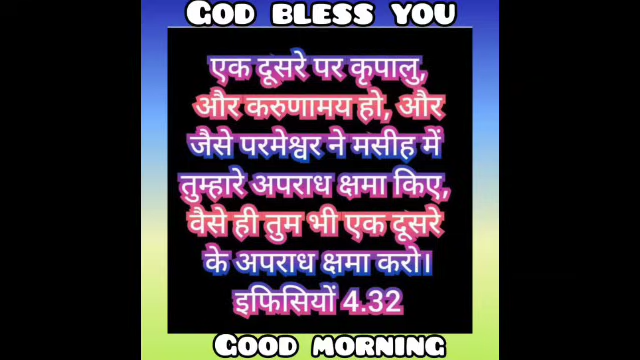 GOD BLESS YOU
एक दूसरे पर कृपालु,
और करुणामय हो, और
जैसे परमेश्वर ने मसीह में
तुम्हारे अपराध क्षमा किए,
वैसे ही तुम भी एक दूसरे
के अपराध क्षमा करो।
इफिसियों 4.32
GOOD MORNING